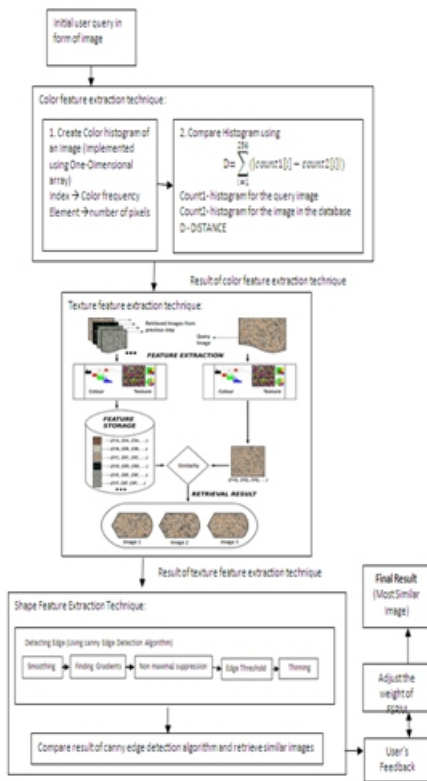 Initial user query in
form of image
Color feature extraction technique:
1. Create Color histogram of
an image (Implemented
using One-Dimensional
array)
Index → Color frequency
Element → number of pixels
2. Compare Histogram using
Count1- histogram for the query image
Count2- histogram for the image in the database
D - DISTANCE
Result of color feature extraction technique
Texture feature extraction technique:
Retrieved images from
previous step
Query
Image
FEATURE EXTRACTION
Colour Texture
Colour Texture
FEATURE
STORAGE
Similarity
RETRIEVAL RESULT
Image 1 Image 2 Image 3
Result of texture feature extraction technique
Shape Feature Extraction Technique:
Detecting Edge (Using canny Edge Detection Algorithm)
Smoothing
Finding Gradients
Non maximal suppression
Edge Threshold
Thinning
Compare result of canny edge detection algorithm and retrieve similar images
Final Result
(Most Similar
Image)
Adjust the
weight of
User's
Feedback